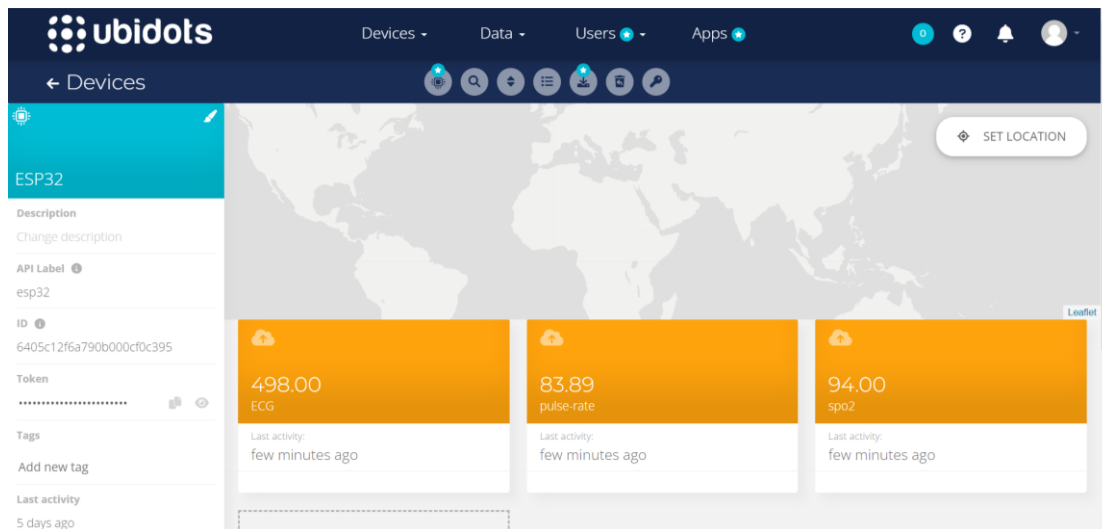 ubidots
Devices
Data
Users
Apps
0
?
← Devices
SET LOCATION
ESP32
Description
Change description
API Label
esp32
ID
6405c12f6a790b000cf0c395
Token
........................
Tags
Add new tag
Last activity
5 days ago
Leaflet
498.00
ECG
Last activity:
few minutes ago
83.89
pulse-rate
Last activity:
few minutes ago
94.00
spo2
Last activity:
few minutes ago